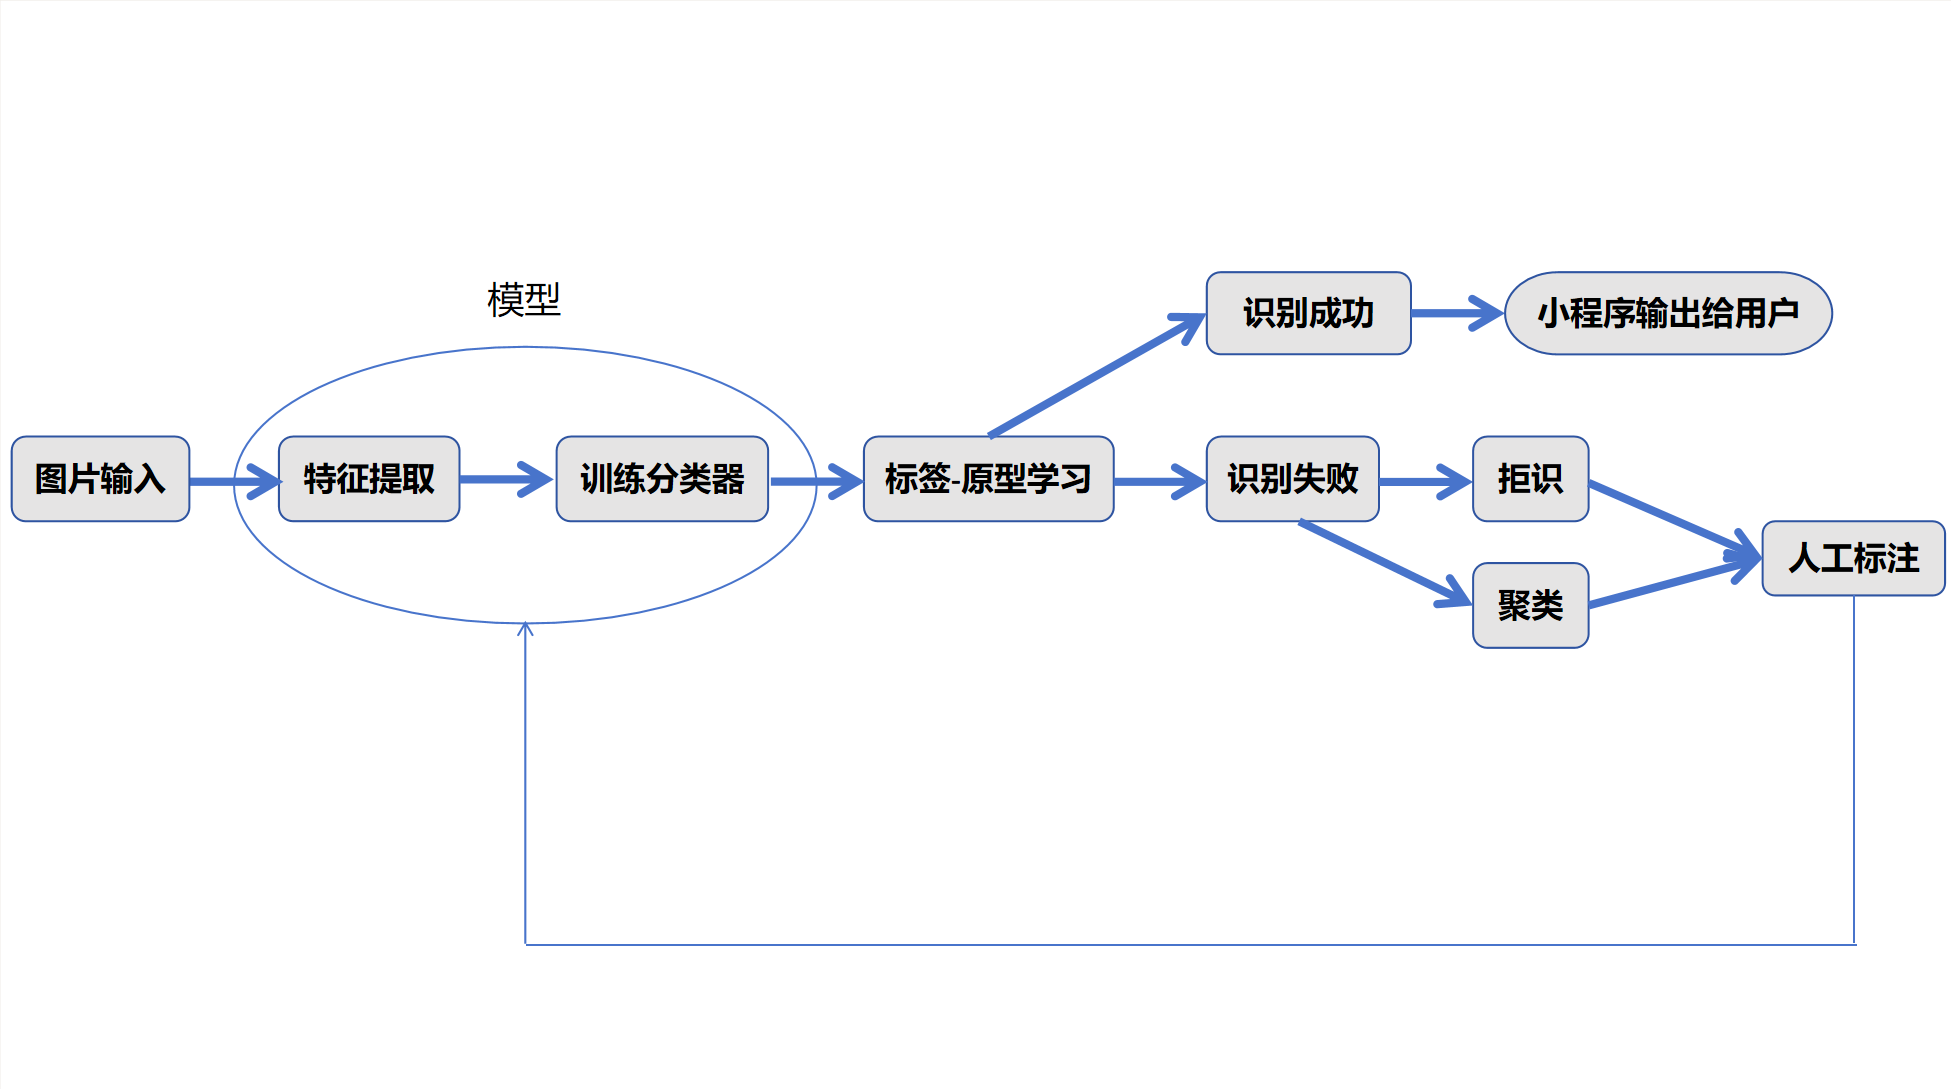 模型
识别成功
小程序输出给用户
图片输入
特征提取
训练分类器
标签-原型学习
识别失败
拒识
人工标注
聚类